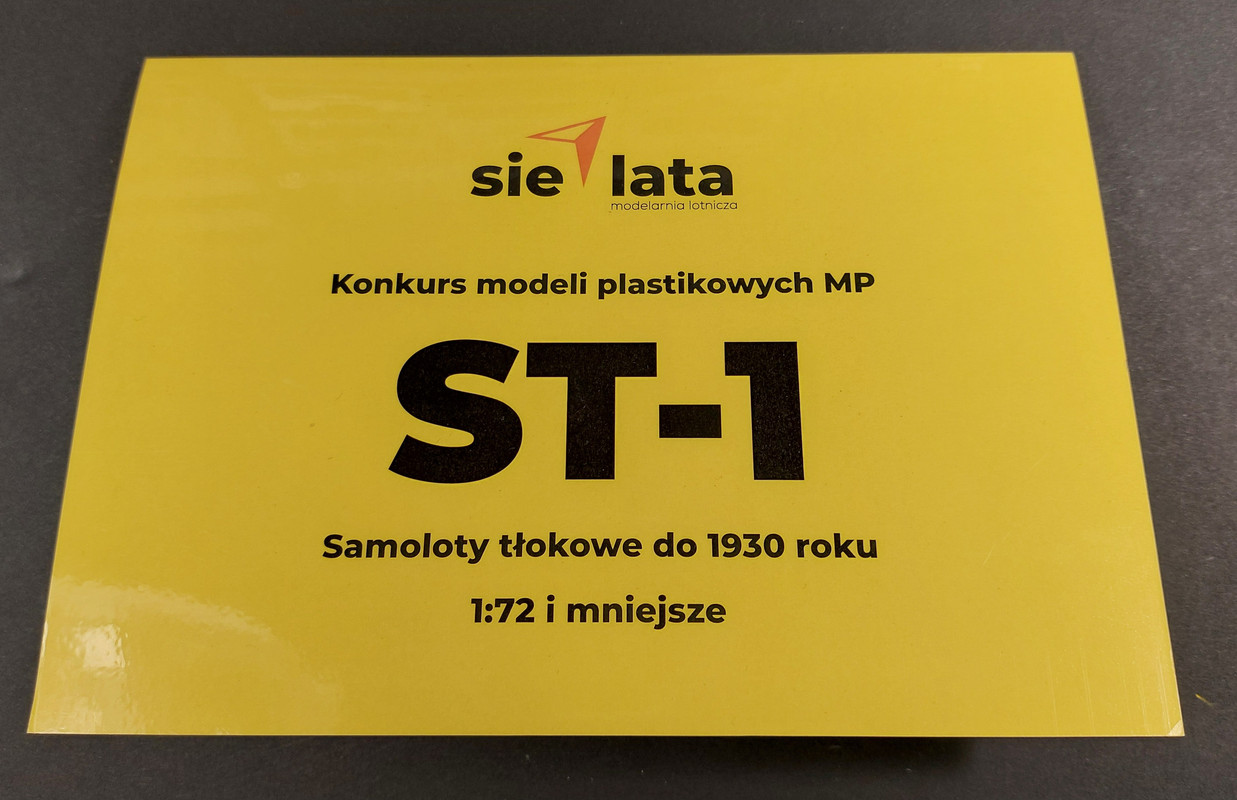 sie lata
modelarnia lotnicza
Konkurs modeli plastikowych MP
ST-1
Samoloty tłokowe do 1930 roku
1:72 i mniejsze